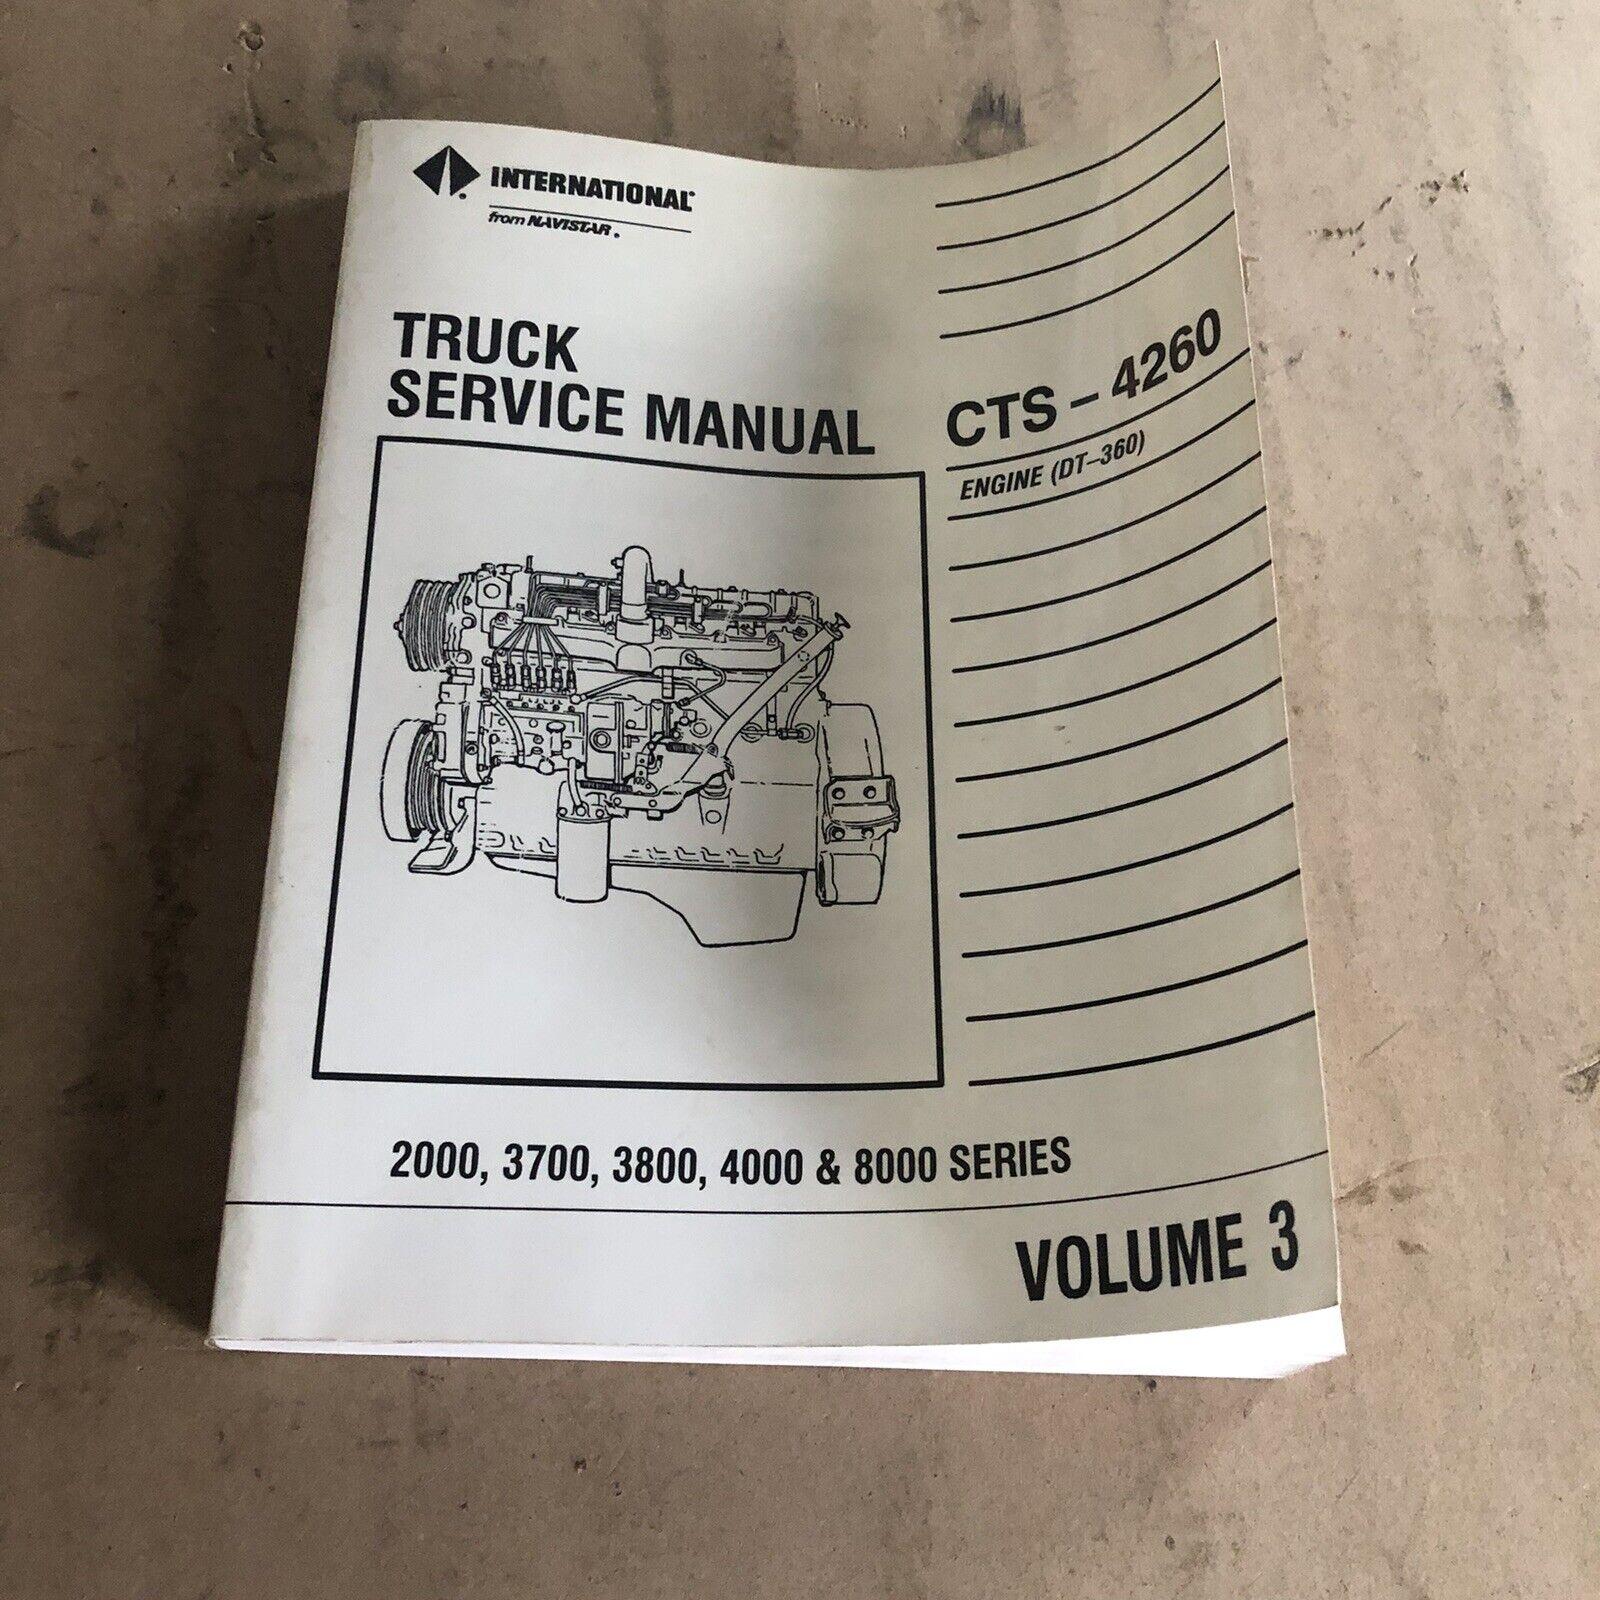 INTERNATIONAL®
from NAVISTAR®
TRUCK
SERVICE MANUAL
CTS – 4260
ENGINE (DT–360)
2000, 3700, 3800, 4000 & 8000 SERIES
VOLUME 3